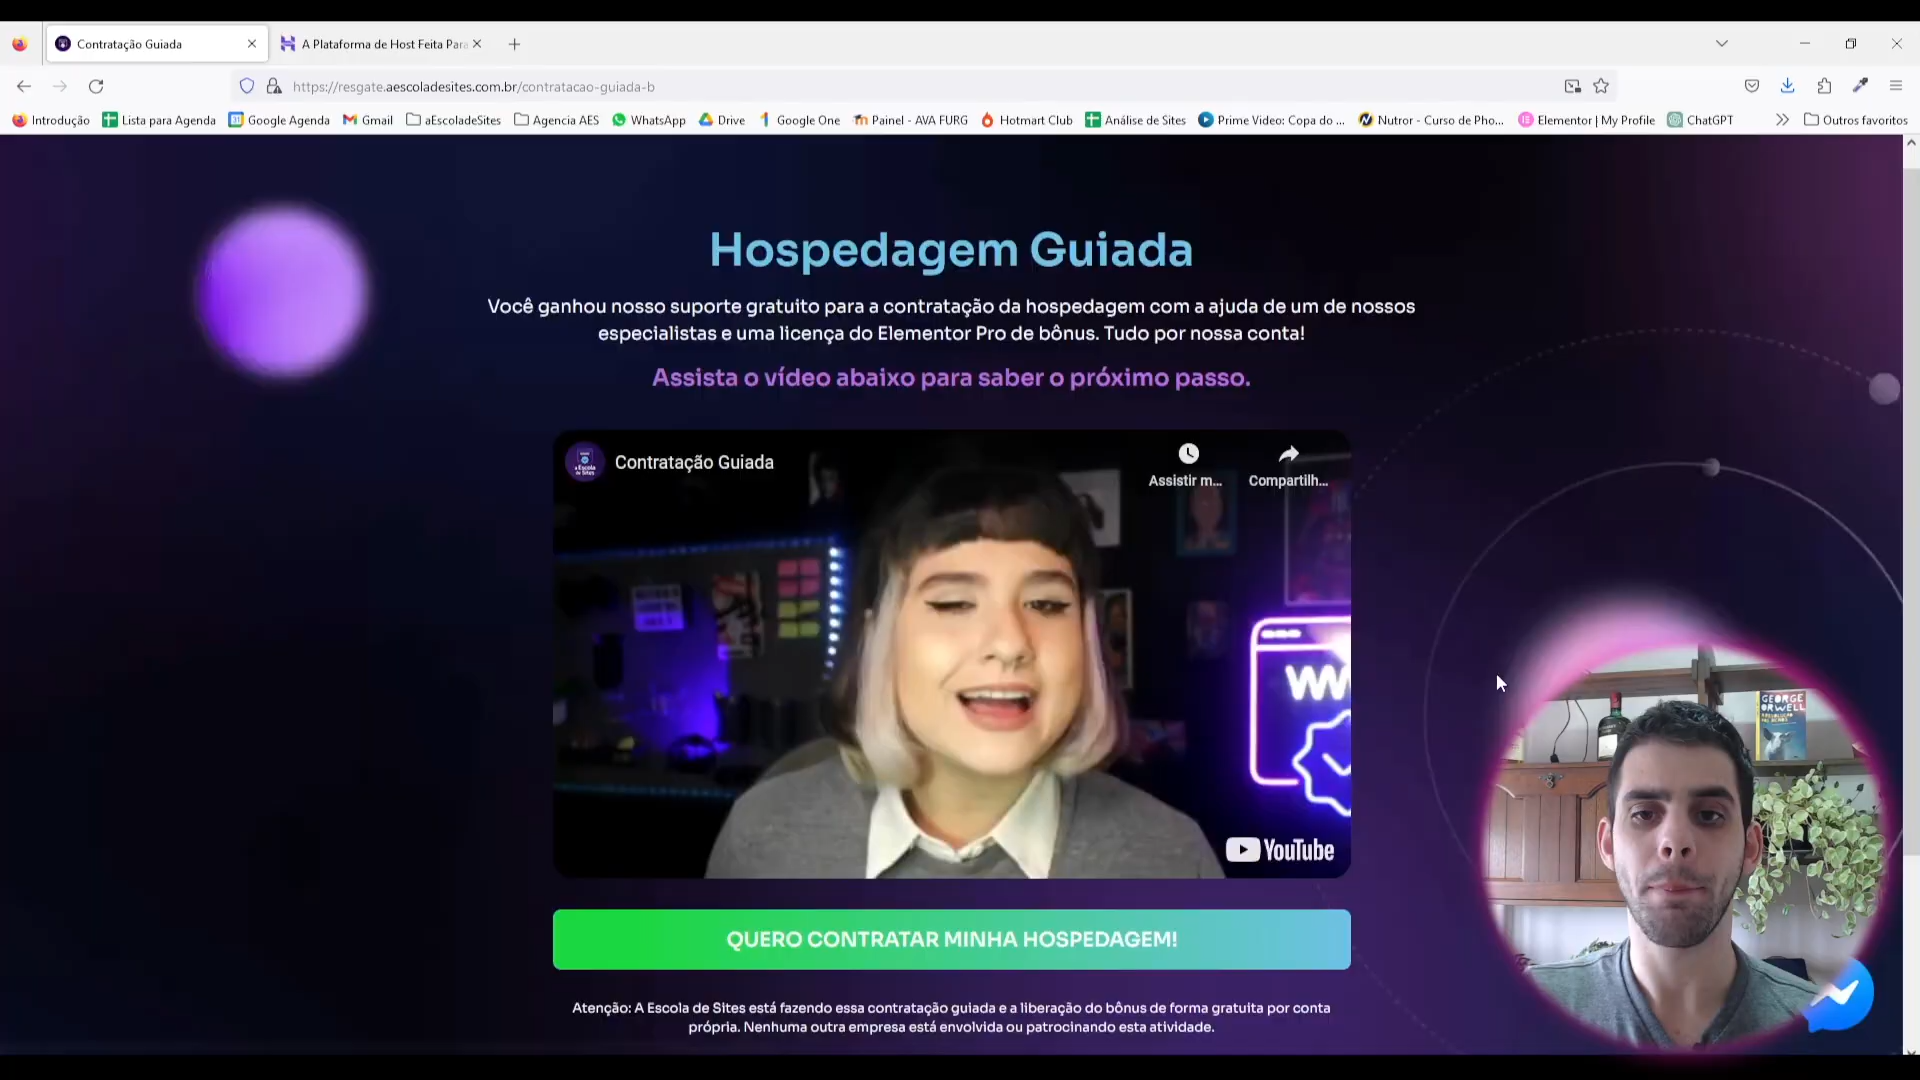 Contratação Guiada
A Plataforma de Host Feita Para
https://resgate.aescoladesites.com.br/contratacao-guiada-b
Introdução
Lista para Agenda
Google Agenda
Gmail
aEscoladeSites
Agencia AES
WhatsApp
Drive
Google One
Painel - AVA FURG
Hotmart Club
Análise de Sites
Prime Video: Copa do ...
Nutror - Curso de Pho...
Elementor | My Profile
ChatGPT
Outros favoritos
Hospedagem Guiada
Você ganhou nosso suporte gratuito para a contratação da hospedagem com a ajuda de um de nossos
especialistas e uma licença do Elementor Pro de bônus. Tudo por nossa conta!
Assista o vídeo abaixo para saber o próximo passo.
a Escola
de Sites
Contratação Guiada
Assistir m...
Compartilh...
YouTube
GEORGE
ORWELL
QUERO CONTRATAR MINHA HOSPEDAGEM!
Atenção: A Escola de Sites está fazendo essa contratação guiada e a liberação do bônus de forma gratuita por conta
própria. Nenhuma outra empresa está envolvida ou patrocinando esta atividade.